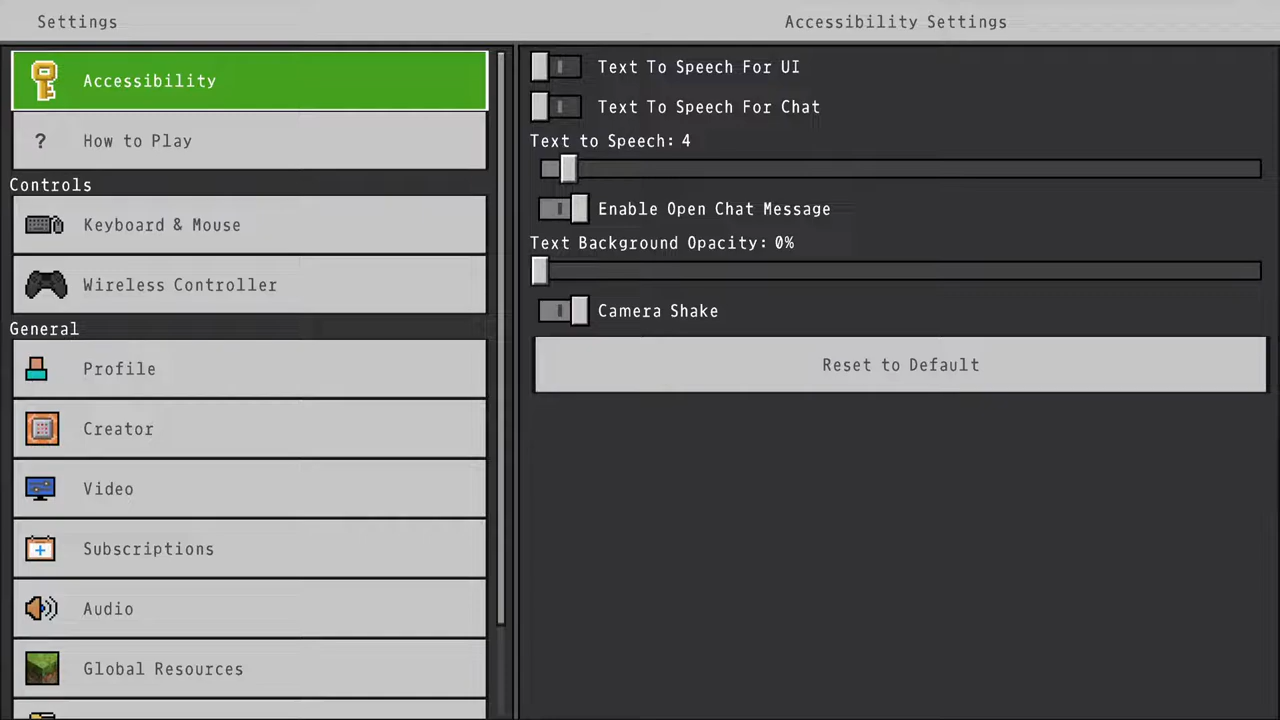 Settings
Accessibility Settings
Accessibility
? How to Play
Controls
Keyboard & Mouse
Wireless Controller
General
Profile
Creator
Video
Subscriptions
Audio
Global Resources
Text To Speech For UI
Text To Speech For Chat
Text to Speech: 4
Enable Open Chat Message
Text Background Opacity: 0%
Camera Shake
Reset to Default